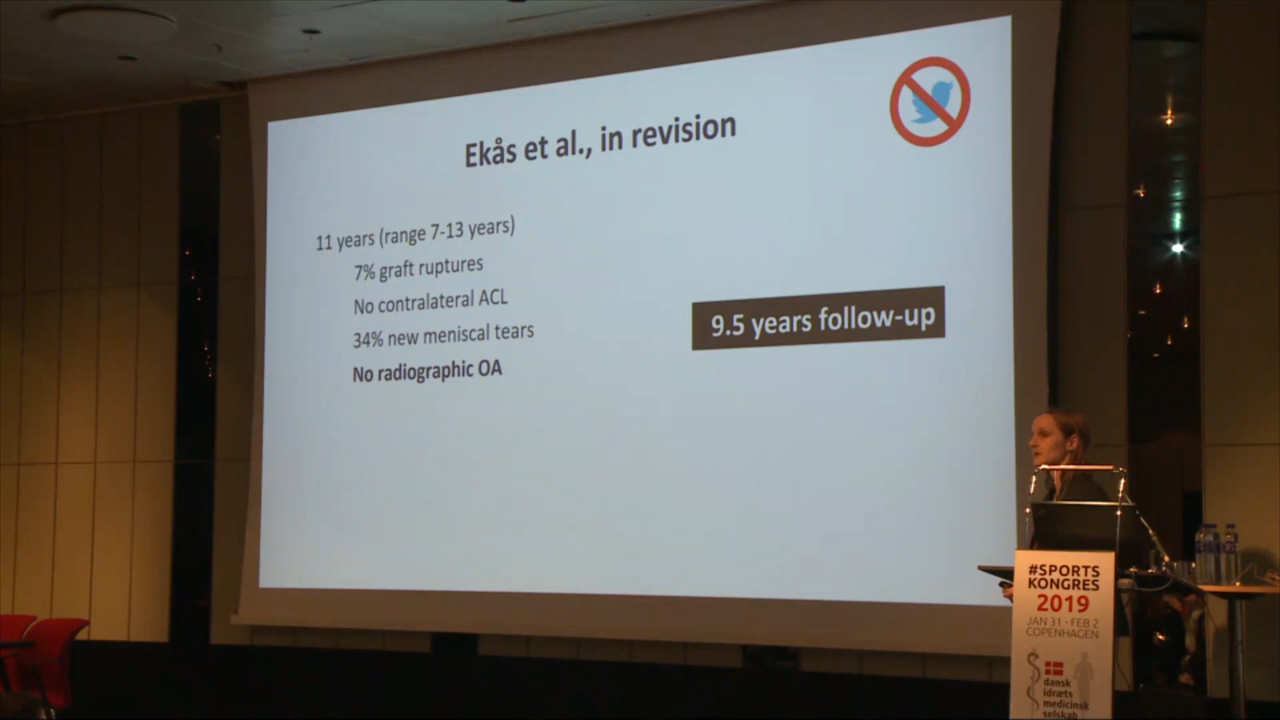 Ekås et al., in revision
11 years (range 7-13 years)
7% graft ruptures
No contralateral ACL
34% new meniscal tears
No radiographic OA
9.5 years follow-up
#SPORTS
KONGRES
2019
JAN 31 - FEB 2
COPENHAGEN
dansk
idræts
medicinsk
selskab